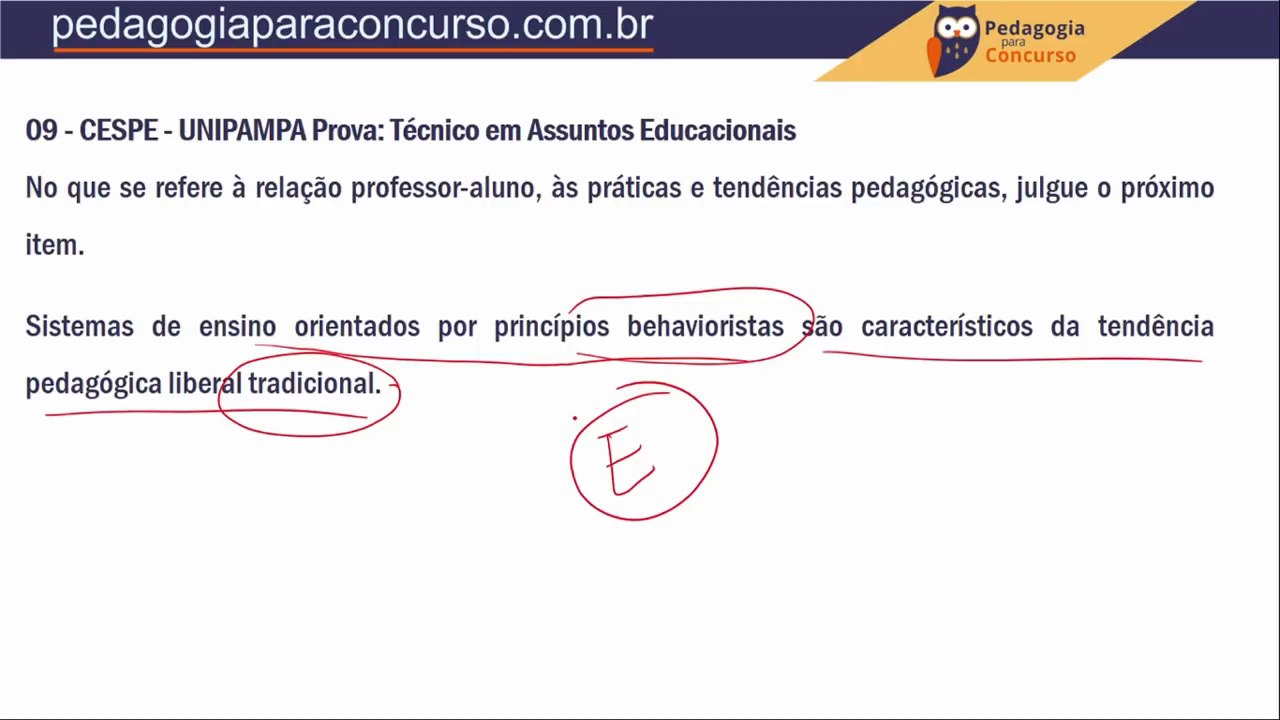 pedagogiaparaconcurso.com.br
Pedagogia
para
Concurso
09 - CESPE - UNIPAMPA Prova: Técnico em Assuntos Educacionais
No que se refere à relação professor-aluno, às práticas e tendências pedagógicas, julgue o próximo
item.
Sistemas de ensino orientados por princípios behavioristas são característicos da tendência
pedagógica liberal tradicional.
E